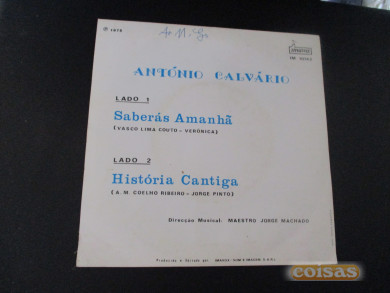 ℗ 1978
ANTÓNIO CALVÁRIO
LADO 1
Saberás Amanhã
(VASCO LIMA COUTO - VERÓNICA)
LADO 2
História Cantiga
(A. M. COELHO RIBEIRO - JORGE PINTO)
Direcção Musical: MAESTRO JORGE MACHADO
coisas